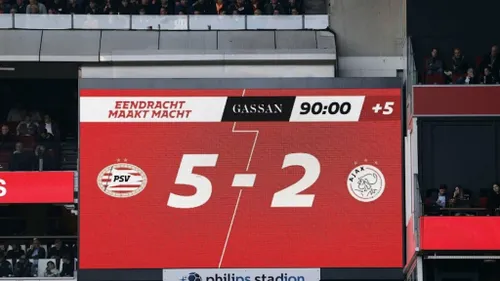 EENDRACHT
MAAKT MACHT
GASSAN
90:00
+5
PSV
5 - 2
AJAX
philips stadion